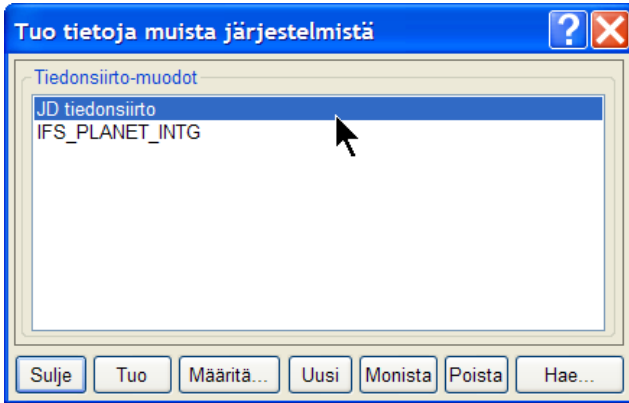 Tuo tietoja muista järjestelmistä
?
Tiedonsiirto-muodot
JD tiedonsiirto
IFS_PLANET_INTG
Sulje Tuo Määritä... Uusi Monista Poista Hae...